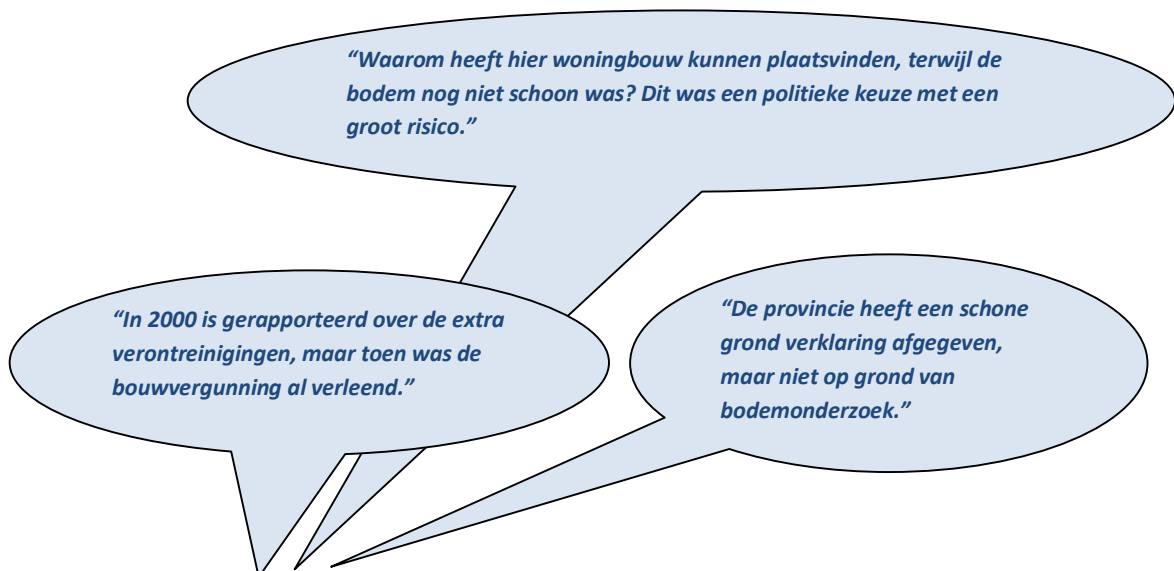 “Waarom heeft hier woningbouw kunnen plaatsvinden, terwijl de
bodem nog niet schoon was? Dit was een politieke keuze met een
groot risico.”
“In 2000 is gerapporteerd over de extra
verontreinigingen, maar toen was de
bouwvergunning al verleend.”
“De provincie heeft een schone
grond verklaring afgegeven,
maar niet op grond van
bodemonderzoek.”